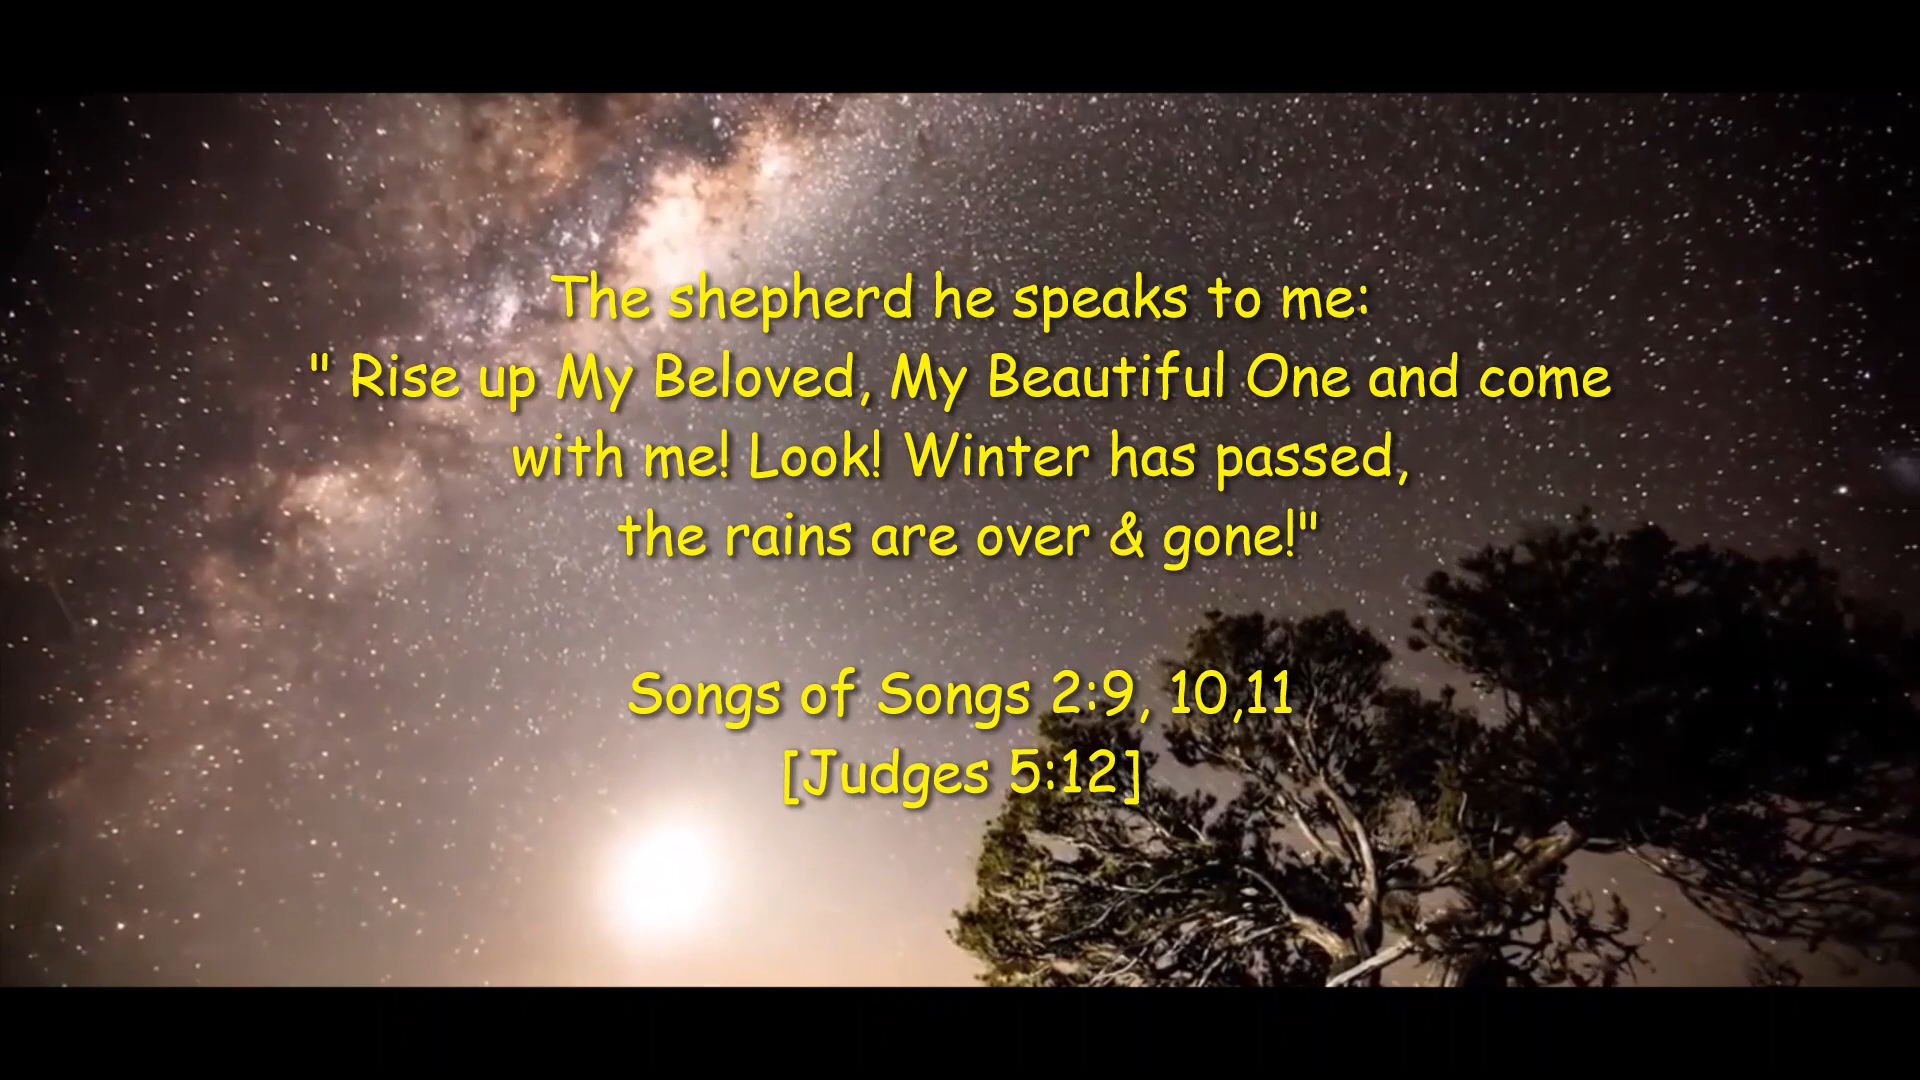 The shepherd he speaks to me:
" Rise up My Beloved, My Beautiful One and come
with me! Look! Winter has passed,
the rains are over & gone!"
Songs of Songs 2:9, 10,11
[Judges 5:12]